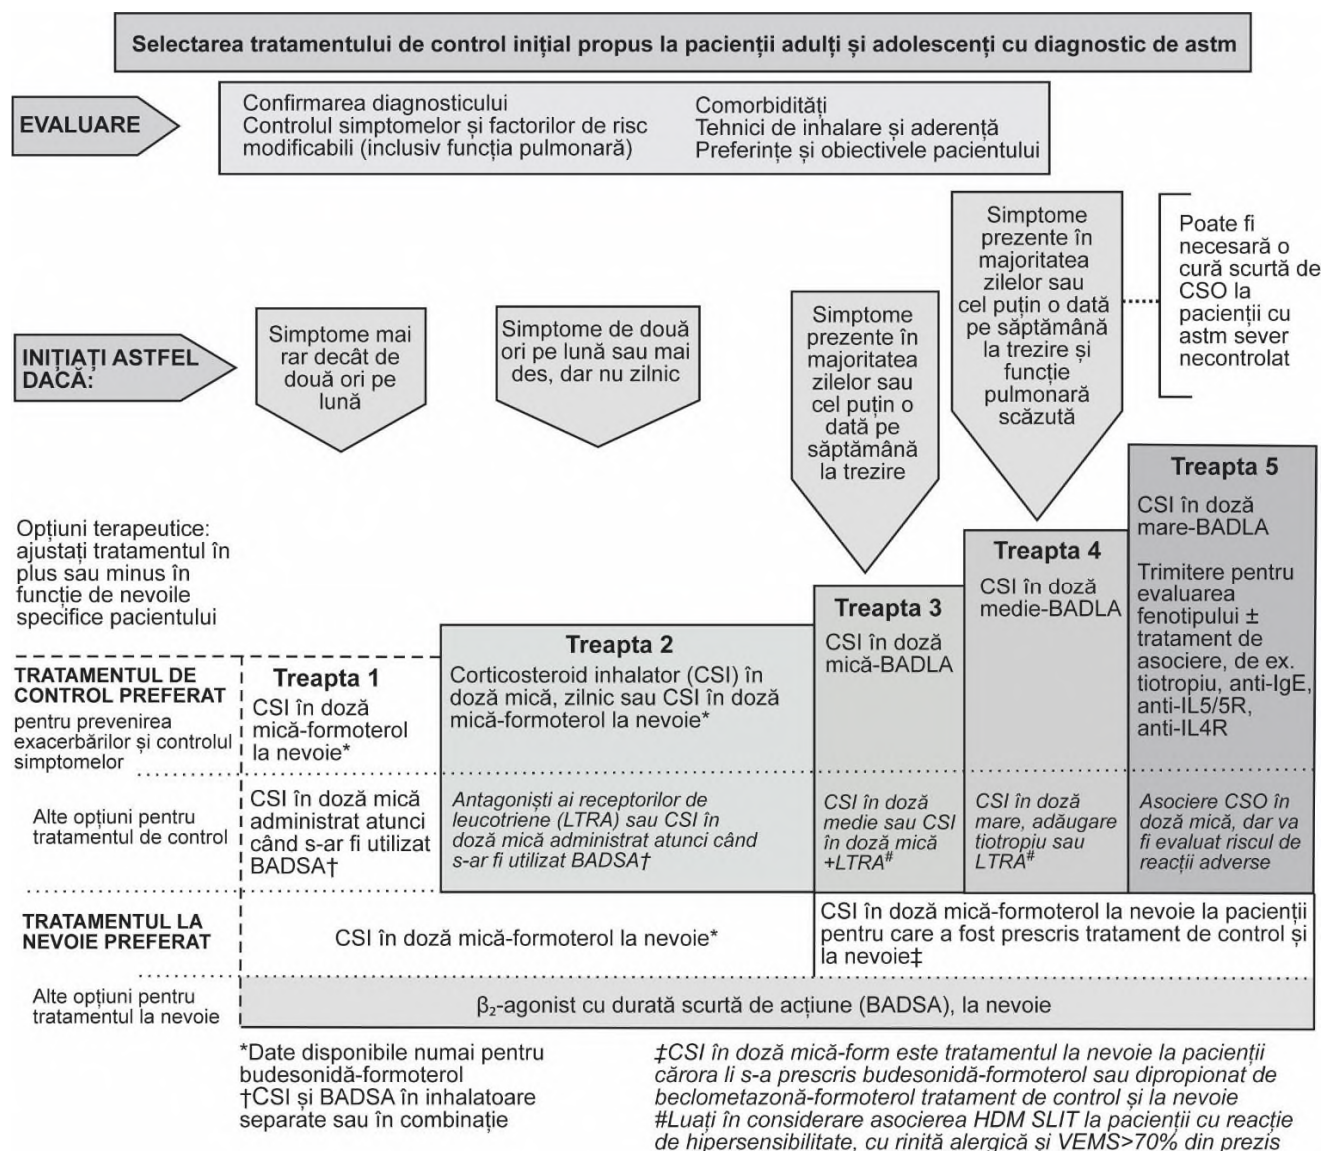 Selectarea tratamentului de control inițial propus la pacienții adulți și adolescenți cu diagnostic de astm
EVALUARE
Confirmarea diagnosticului
Controlul simptomelor și factorilor de risc
modificabili (inclusiv funcția pulmonară)
Comorbidități
Tehnici de inhalare și aderență
Preferințe și obiectivele pacientului
INIȚIAȚI ASTFEL
DACĂ:
Simptome mai
rar decât de
două ori pe
lună
Simptome de două
ori pe lună sau mai
des, dar nu zilnic
Simptome
prezente în
majoritatea
zilelor sau
cel puțin o
dată pe
săptămână
la trezire
Simptome
prezente în
majoritatea
zilelor sau
cel puțin o dată
pe săptămână
la trezire și
funcție
pulmonară
scăzută
Poate fi
necesară o
cură scurtă de
CSO la
pacienții cu
astm sever
necontrolat
Opțiuni terapeutice:
ajustați tratamentul în
plus sau minus în
funcție de nevoile
specifice pacientului
TRATAMENTUL DE
CONTROL PREFERAT
pentru prevenirea
exacerbărilor și controlul
simptomelor
Treapta 1
CSI în doză
mică-formoterol
la nevoie*
Treapta 2
Corticosteroid inhalator (CSI) în
doză mică, zilnic sau CSI în doză
mică-formoterol la nevoie*
Treapta 3
CSI în doză
mică-BADLA
Treapta 4
CSI în doză
medie-BADLA
Treapta 5
CSI în doză
mare-BADLA
Trimitere pentru
evaluarea
fenotipului ±
tratament de
asociere, de ex.
tiotropiu, anti-IgE,
anti-IL5/5R,
anti-IL4R
Alte opțiuni pentru
tratamentul de control
CSI în doză mică
administrat atunci
când s-ar fi utilizat
BADSA†
Antagoniști ai receptorilor de
leucotriene (LTRA) sau CSI în
doză mică administrat atunci când
s-ar fi utilizat BADSA†
CSI în doză
medie sau CSI
în doză mică
+LTRA#
CSI în doză
mare, adăugare
tiotropiu sau
LTRA#
Asociere CSO în
doză mică, dar va
fi evaluat riscul de
reacții adverse
TRATAMENTUL LA
NEVOIE PREFERAT
CSI în doză mică-formoterol la nevoie*
CSI în doză mică-formoterol la nevoie la pacienții
pentru care a fost prescris tratament de control și
la nevoie‡
Alte opțiuni pentru
tratamentul la nevoie
β₂-agonist cu durată scurtă de acțiune (BADSA), la nevoie
*Date disponibile numai pentru
budesonidă-formoterol
†CSI și BADSA în inhalatoare
separate sau în combinație
‡CSI în doză mică-form este tratamentul la nevoie la pacienții
cărora li s-a prescris budesonidă-formoterol sau dipropionat de
beclometazonă-formoterol tratament de control și la nevoie
#Luați în considerare asocierea HDM SLIT la pacienții cu reacție
de hipersensibilitate, cu rinită alergică și VEMS>70% din prezis